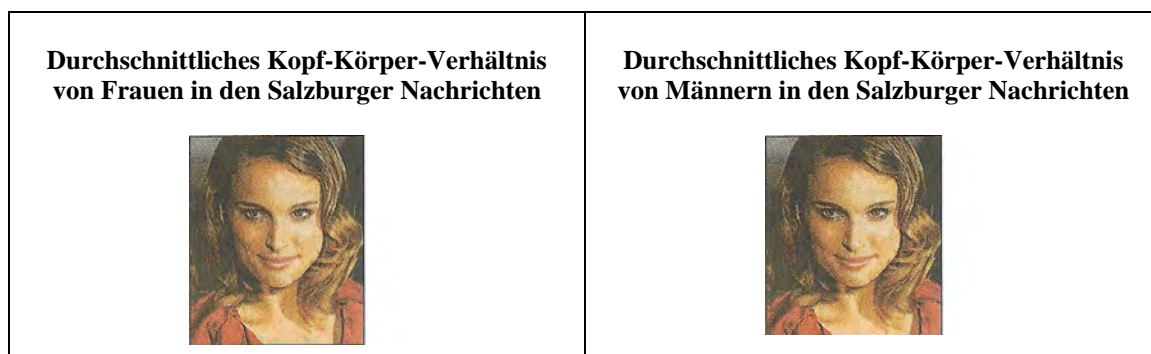 Durchschnittliches Kopf-Körper-Verhältnis
von Frauen in den Salzburger Nachrichten
Durchschnittliches Kopf-Körper-Verhältnis
von Männern in den Salzburger Nachrichten